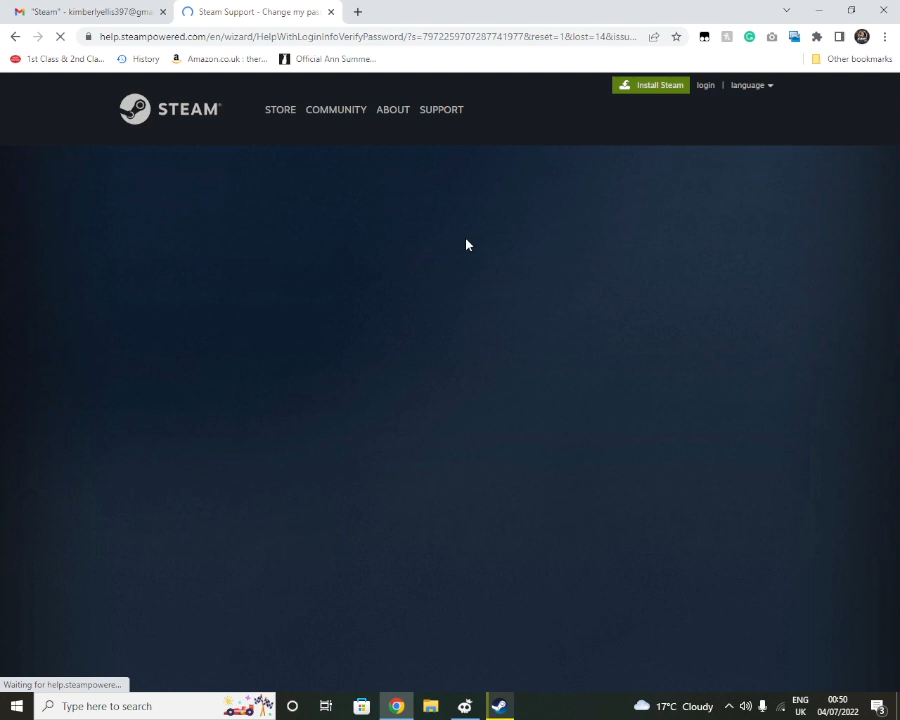 "Steam" - kimberlyellis397@gma
Steam Support - Change my pas
help.steampowered.com/en/wizard/HelpWithLoginInfoVerifyPassword/?s=7972259707287741977&reset=1&lost=14&issu...
1st Class & 2nd Cla...
History
Amazon.co.uk : ther...
Official Ann Summe...
Other bookmarks
Install Steam
login
language
STEAM
STORE
COMMUNITY
ABOUT
SUPPORT
Waiting for help.steampowere...
Type here to search
17°C Cloudy
ENG
UK
00:50
04/07/2022
3